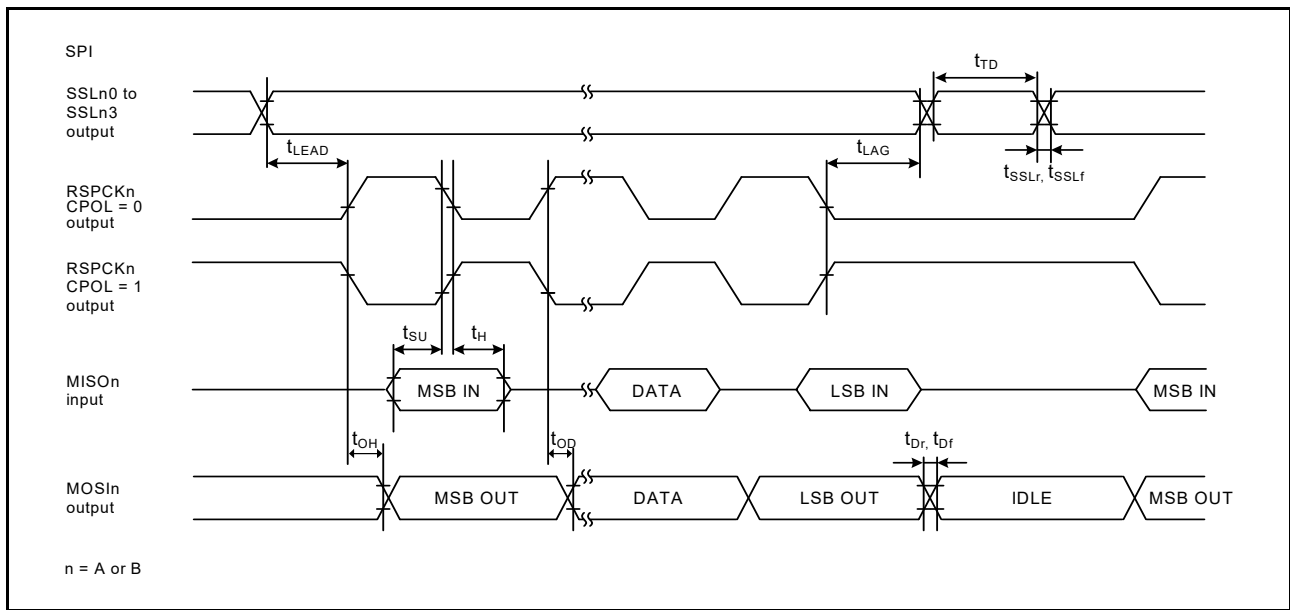 SPI
SSLn0 to
SSLn3
output
tTD
tLEAD
tLAG
tSSLr, tSSLf
RSPCKn
CPOL = 0
output
RSPCKn
CPOL = 1
output
tSU
tH
MISOn
input
MSB IN
DATA
LSB IN
MSB IN
tOH
tOD
tDr, tDf
MOSIn
output
MSB OUT
DATA
LSB OUT
IDLE
MSB OUT
n = A or B